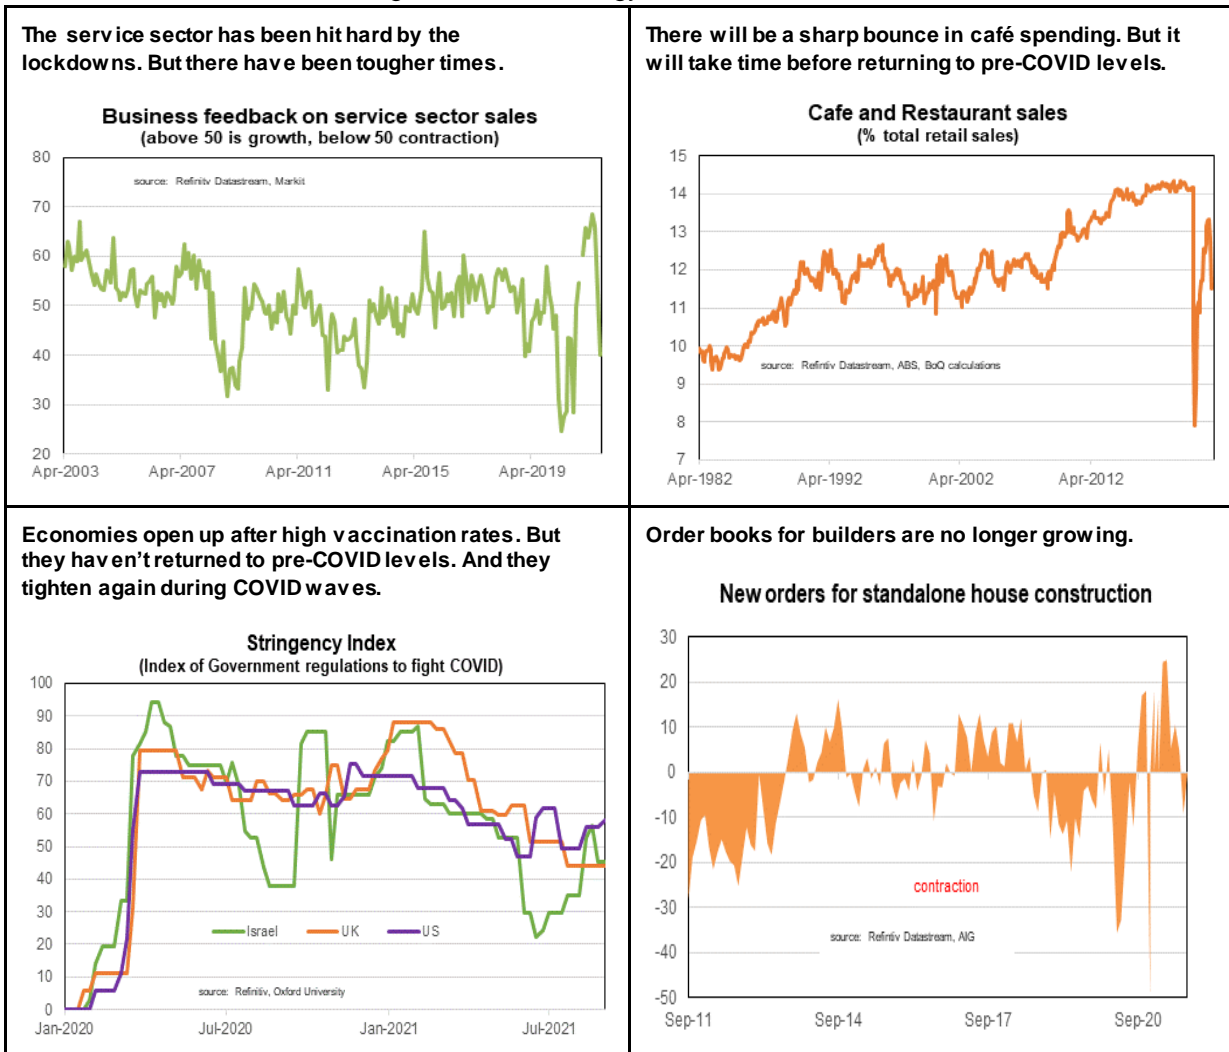 The service sector has been hit hard by the
lockdowns. But there have been tougher times.
Business feedback on service sector sales
(above 50 is growth, below 50 contraction)
80
source: Refinitv Datastream, Markit
70
60
50
40
30
20
Apr-2003
Apr-2007
Apr-2011
Apr-2015
Apr-2019
There will be a sharp bounce in café spending. But it
will take time before returning to pre-COVID levels.
Cafe and Restaurant sales
(% total retail sales)
15
14
13
12
11
10
source: Refintiv Datastream, ABS, BoQ calculations
9
8
7
Apr-1982
Apr-1992
Apr-2002
Apr-2012
Economies open up after high vaccination rates. But
they haven't returned to pre-COVID levels. And they
tighten again during COVID waves.
Stringency Index
(Index of Government regulations to fight COVID)
100
90
80
70
60
50
40
30
Israel
UK
US
20
10
source: Refinitiv, Oxford University
0
Jan-2020
Jul-2020
Jan-2021
Jul-2021
Order books for builders are no longer growing.
New orders for standalone house construction
30
20
10
0
-10
-20
contraction
-30
source: Refintiv Datastream, AIG
-40
-50
Sep-11
Sep-14
Sep-17
Sep-20